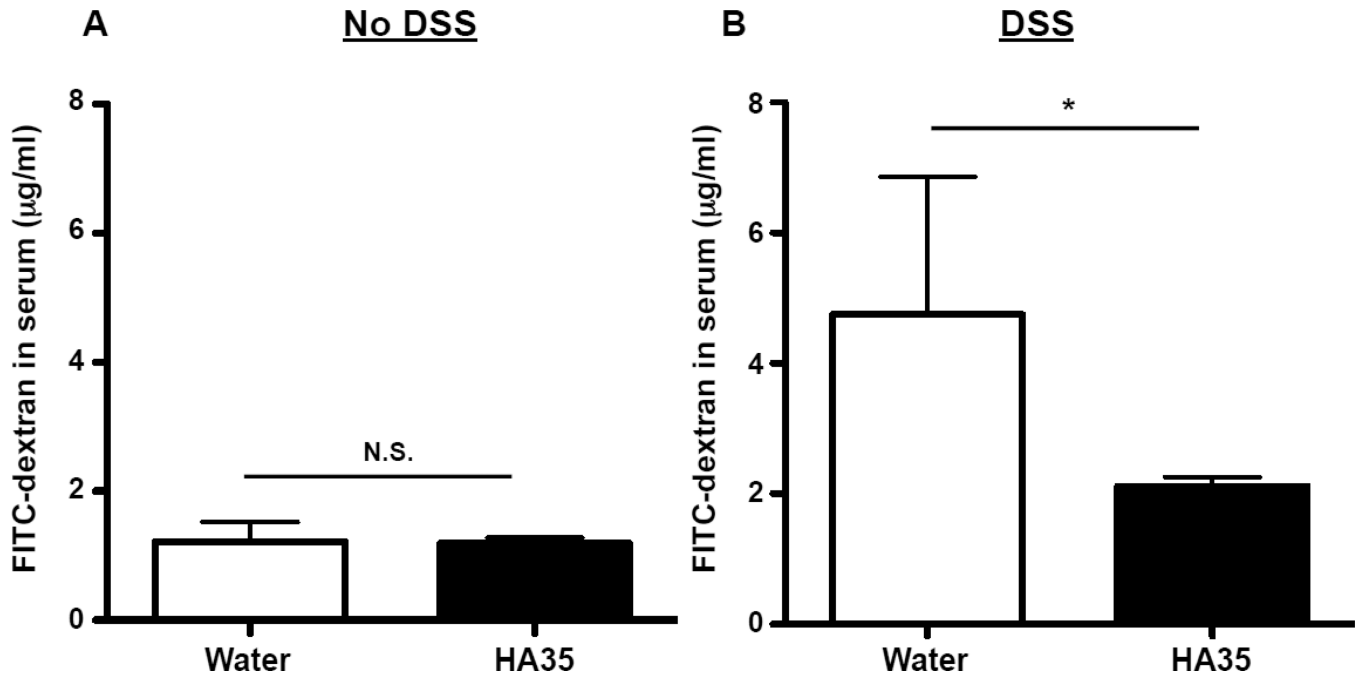 A
No DSS
FITC-dextran in serum (μg/ml)
8
6
4
2
0
N.S.
Water
HA35
B
DSS
FITC-dextran in serum (μg/ml)
8
6
4
2
0
*
Water
HA35